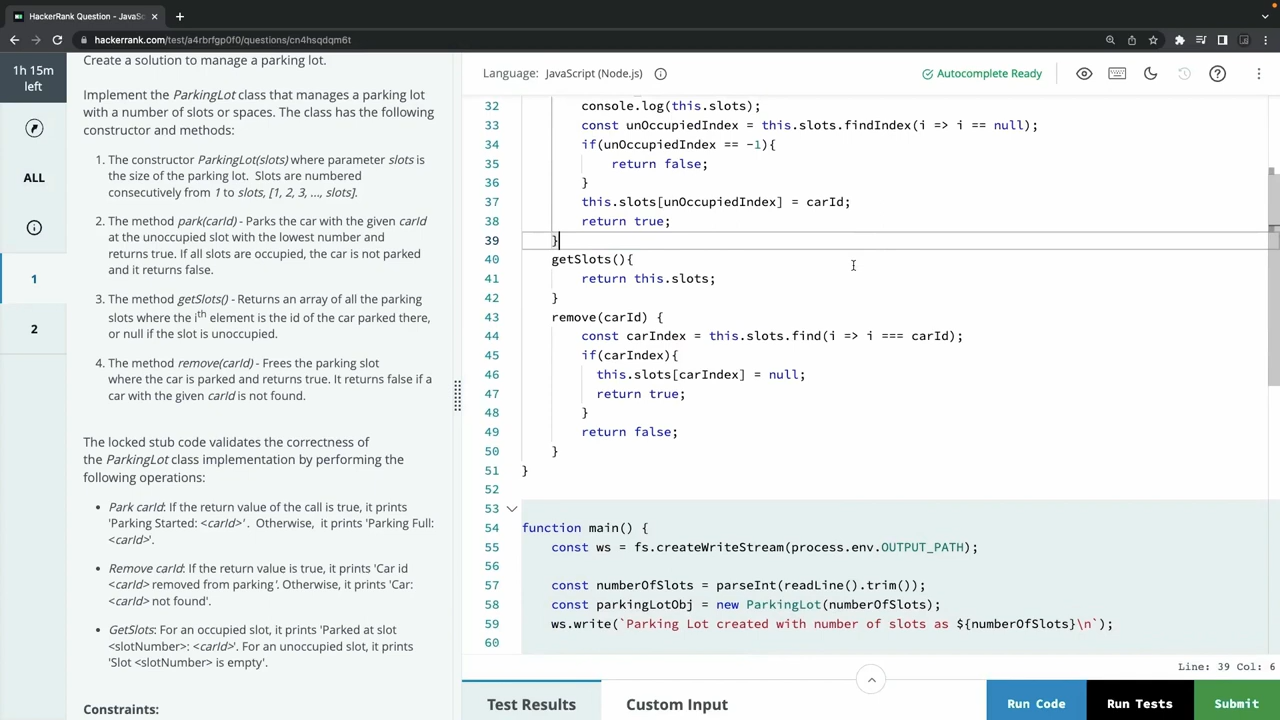 HackerRank Question - JavaSc
hackerrank.com/test/a4rbrfgp0f0/questions/cn4hsqdqm6t
1h 15m
left
ALL
1
2
Create a solution to manage a parking lot.
Implement the ParkingLot class that manages a parking lot
with a number of slots or spaces. The class has the following
constructor and methods:
1. The constructor ParkingLot(slots) where parameter slots is
the size of the parking lot. Slots are numbered
consecutively from 1 to slots, [1, 2, 3, ..., slots].
2. The method park(carId) - Parks the car with the given carId
at the unoccupied slot with the lowest number and
returns true. If all slots are occupied, the car is not parked
and it returns false.
3. The method getSlots() - Returns an array of all the parking
slots where the ith element is the id of the car parked there,
or null if the slot is unoccupied.
4. The method remove(carId) - Frees the parking slot
where the car is parked and returns true. It returns false if a
car with the given carId is not found.
The locked stub code validates the correctness of
the ParkingLot class implementation by performing the
following operations:
• Park carId: If the return value of the call is true, it prints
'Parking Started: <carId>'. Otherwise, it prints 'Parking Full:
<carId>'.
• Remove carId: If the return value is true, it prints 'Car id
<carId> removed from parking'. Otherwise, it prints 'Car:
<carId> not found'.
• GetSlots: For an occupied slot, it prints 'Parked at slot
<slotNumber>: <carId>'. For an unoccupied slot, it prints
'Slot <slotNumber> is empty'.
Constraints:
Language: JavaScript (Node.js)
Autocomplete Ready
32 console.log(this.slots);
33 const unOccupiedIndex = this.slots.findIndex(i => i == null);
34 if(unOccupiedIndex == -1){
35 return false;
36 }
37 this.slots[unOccupiedIndex] = carId;
38 return true;
39 }
40 getSlots(){
41 return this.slots;
42 }
43 remove(carId) {
44 const carIndex = this.slots.find(i => i === carId);
45 if(carIndex){
46 this.slots[carIndex] = null;
47 return true;
48 }
49 return false;
50 }
51 }
52
53
54 function main() {
55 const ws = fs.createWriteStream(process.env.OUTPUT_PATH);
56
57 const numberOfSlots = parseInt(readLine().trim());
58 const parkingLotObj = new ParkingLot(numberOfSlots);
59 ws.write(`Parking Lot created with number of slots as ${numberOfSlots}\n`);
60
Line: 39 Col: 6
Test Results
Custom Input
Run Code
Run Tests
Submit